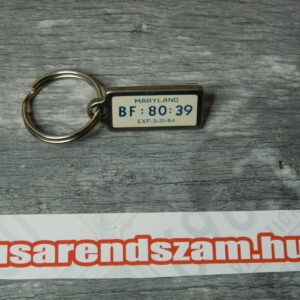 MARYLAND
BF : 80 : 39
EXP-3-31-84
usarendszam.hu